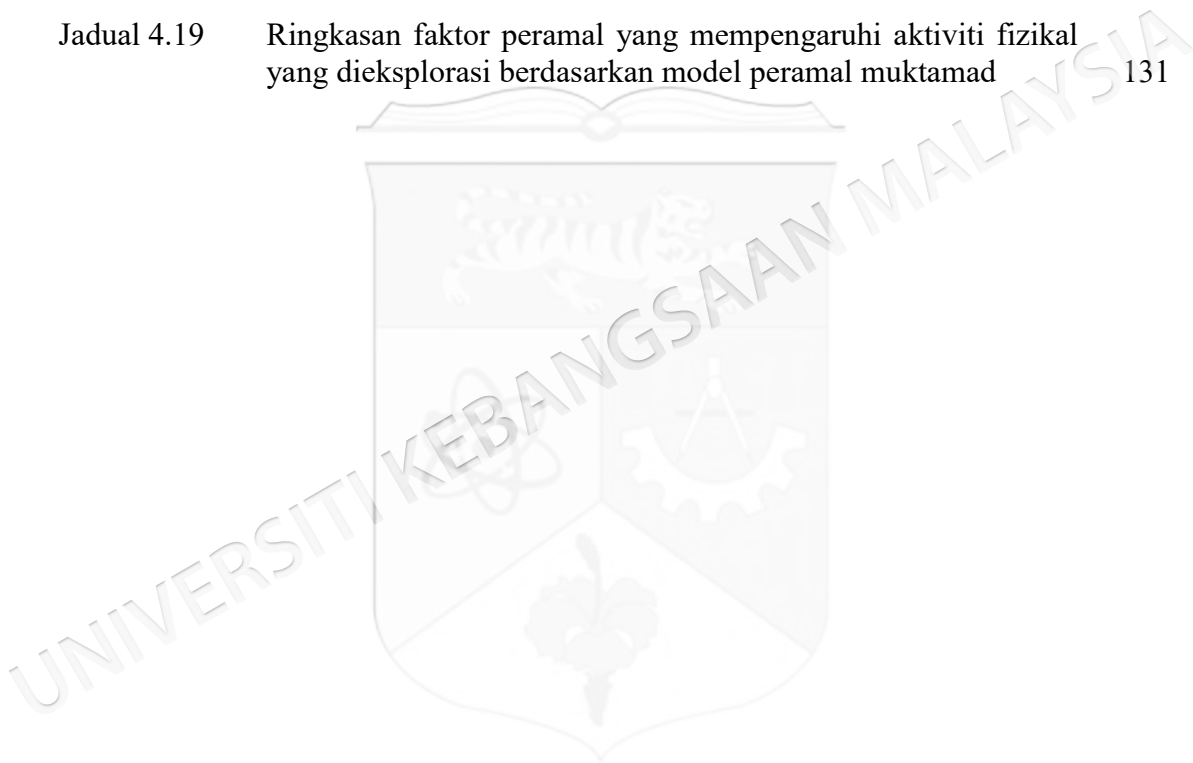 Jadual 4.19 Ringkasan faktor peramal yang mempengaruhi aktiviti fizikal
yang dieksplorasi berdasarkan model peramal muktamad 131
UNIVERSITI KEBANGSAAN MALAYSIA